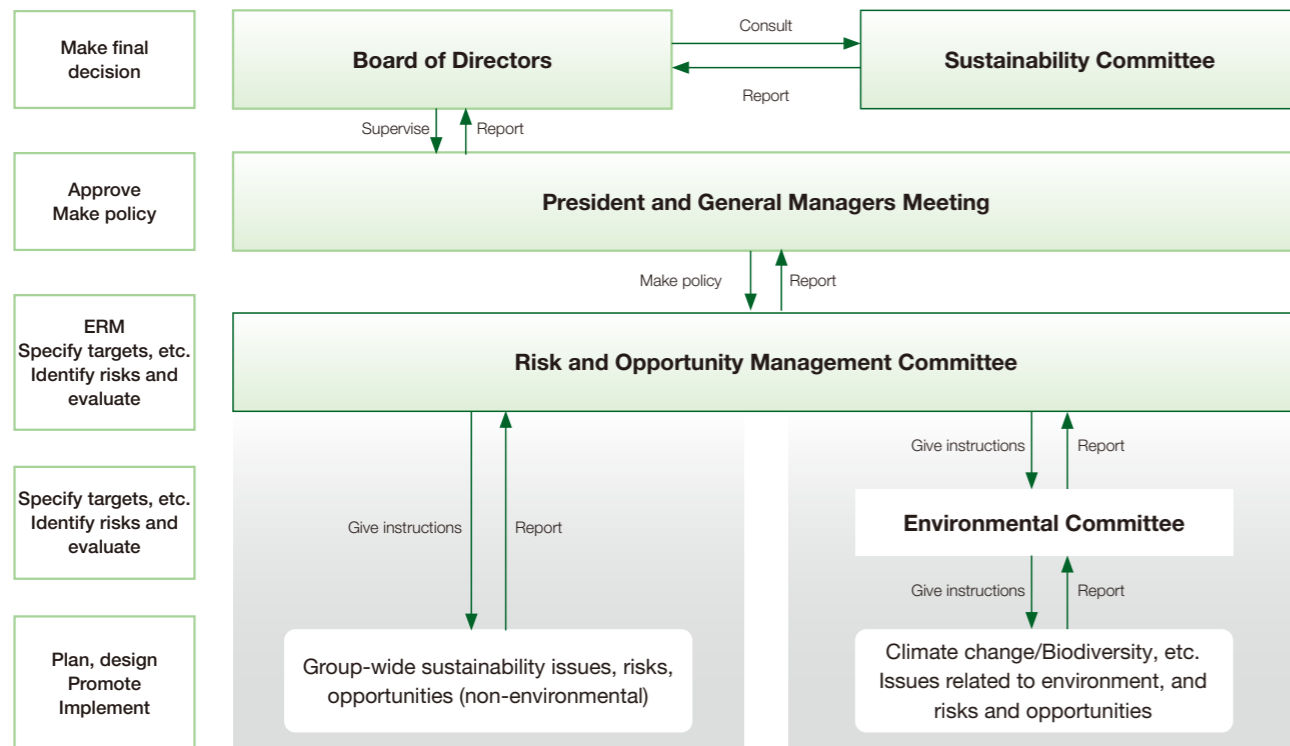 Make final
decision
Board of Directors
Consult
Report
Sustainability Committee
Supervise
Report
Approve
Make policy
President and General Managers Meeting
Make policy
Report
ERM
Specify targets, etc.
Identify risks and
evaluate
Risk and Opportunity Management Committee
Give instructions
Report
Specify targets, etc.
Identify risks and
evaluate
Give instructions
Report
Environmental Committee
Give instructions
Report
Plan, design
Promote
Implement
Group-wide sustainability issues, risks,
opportunities (non-environmental)
Climate change/Biodiversity, etc.
Issues related to environment, and
risks and opportunities